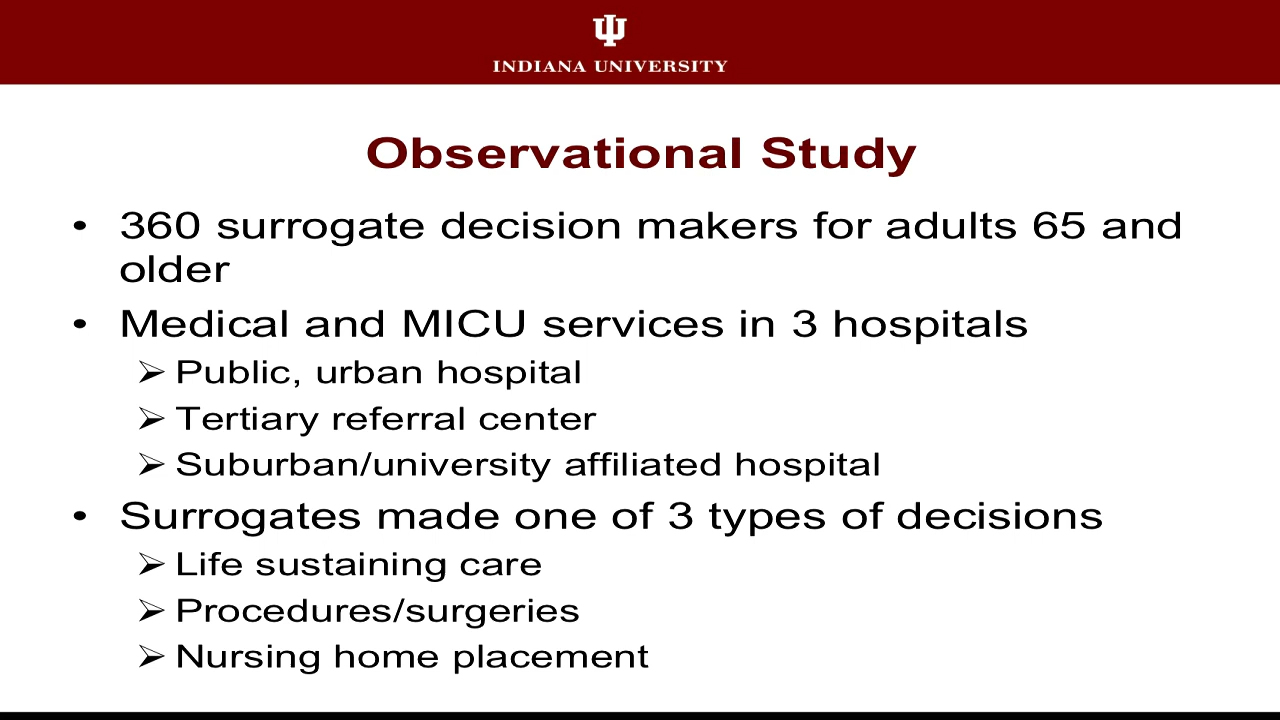 INDIANA UNIVERSITY
Observational Study
• 360 surrogate decision makers for adults 65 and
older
• Medical and MICU services in 3 hospitals
➢ Public, urban hospital
➢ Tertiary referral center
➢ Suburban/university affiliated hospital
• Surrogates made one of 3 types of decisions
➢ Life sustaining care
➢ Procedures/surgeries
➢ Nursing home placement